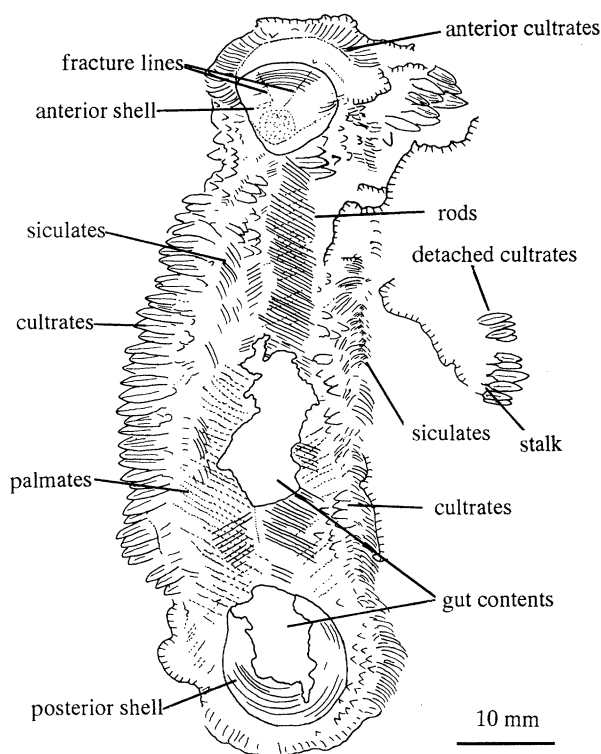 anterior cultrates
fracture lines
anterior shell
rods
siculates
detached cultrates
cultrates
siculates
stalk
palmates
cultrates
gut contents
posterior shell
10 mm